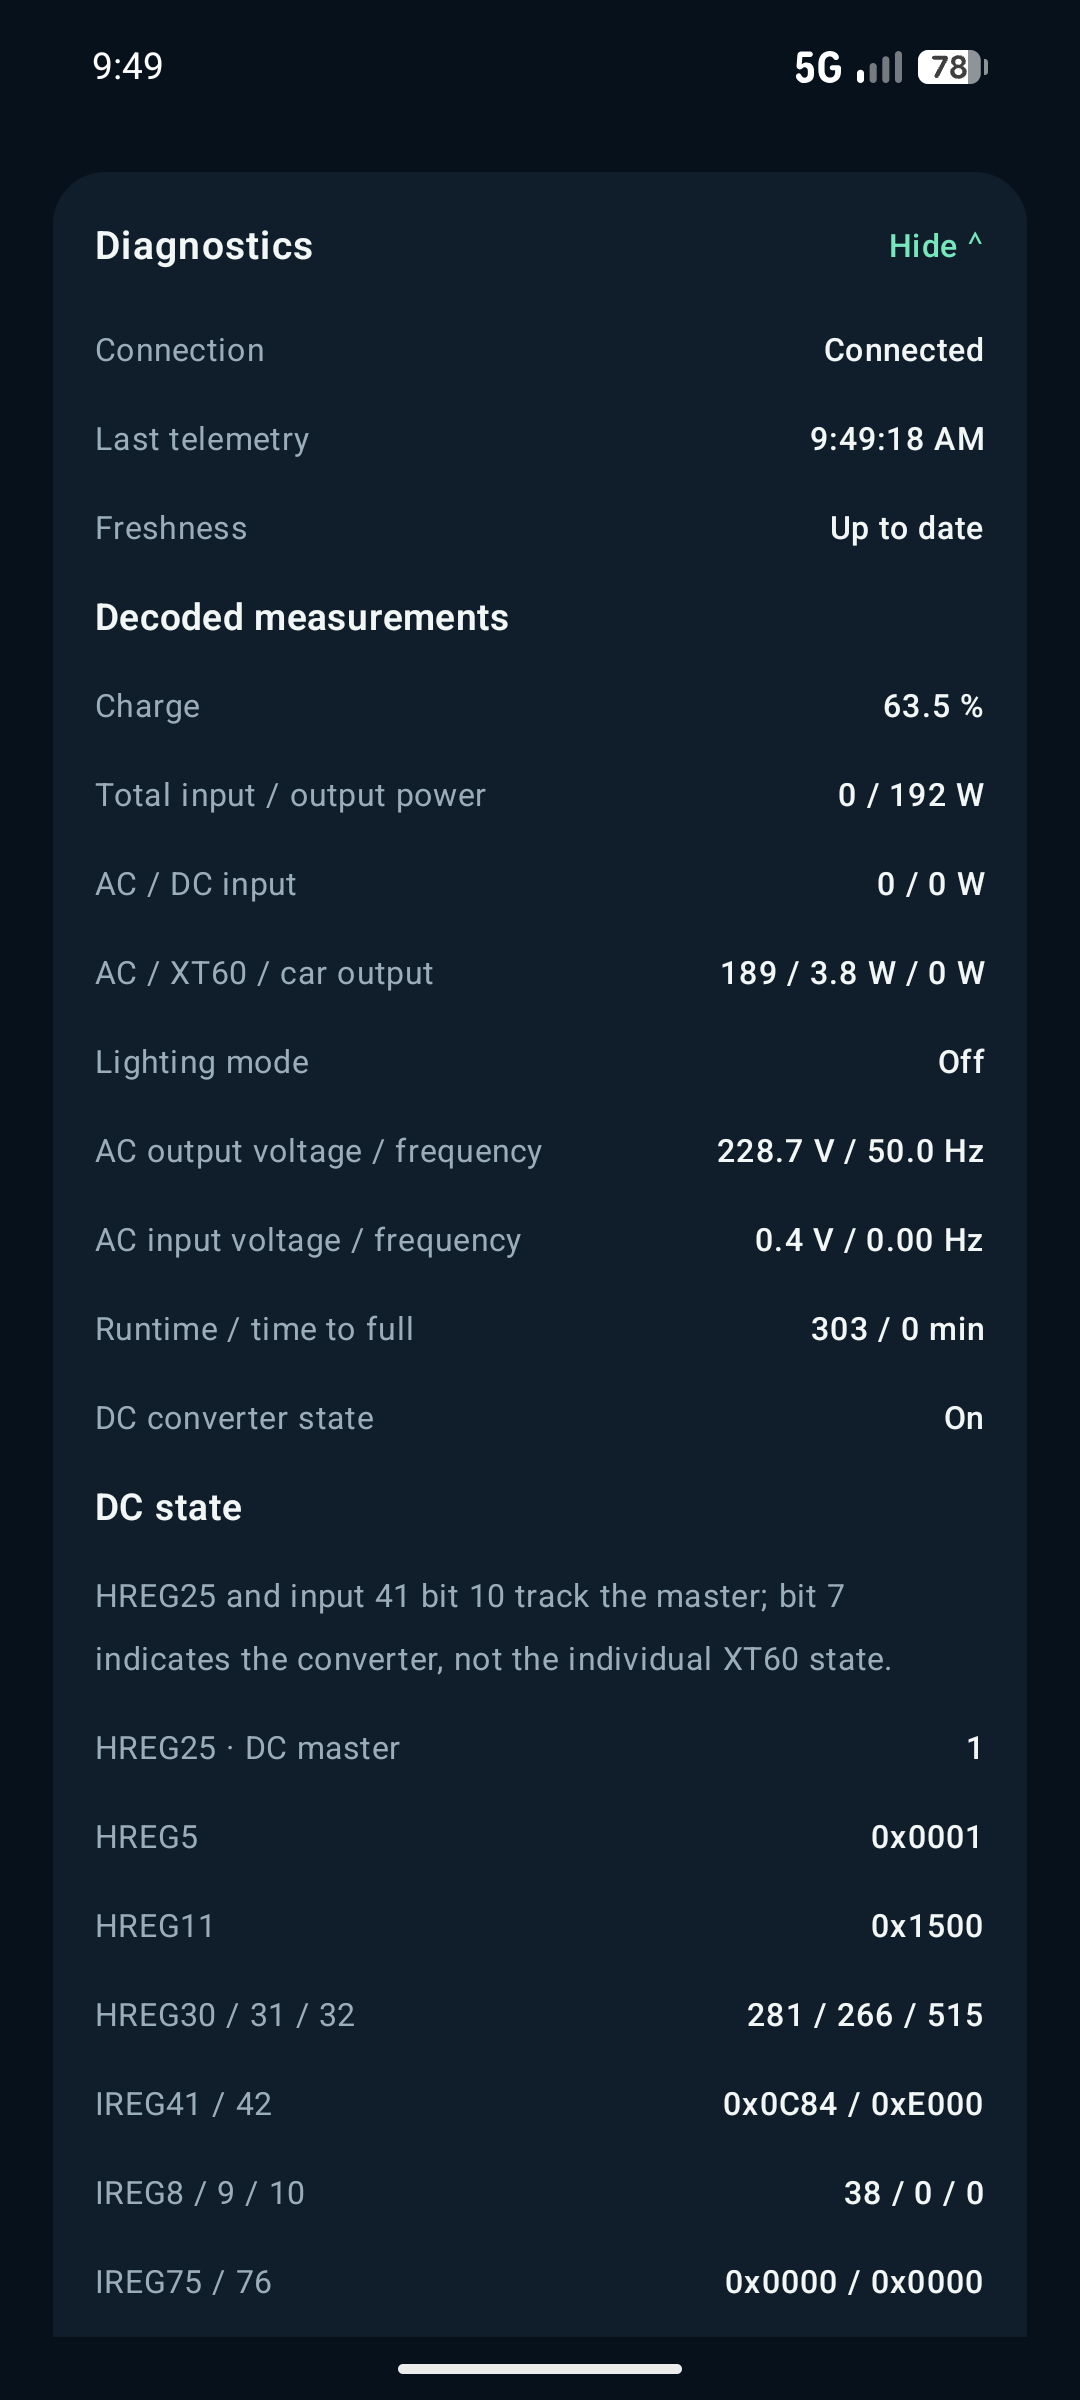 9:49
5G 78
Diagnostics Hide ^
Connection Connected
Last telemetry 9:49:18 AM
Freshness Up to date
Decoded measurements
Charge 63.5 %
Total input / output power 0 / 192 W
AC / DC input 0 / 0 W
AC / XT60 / car output 189 / 3.8 W / 0 W
Lighting mode Off
AC output voltage / frequency 228.7 V / 50.0 Hz
AC input voltage / frequency 0.4 V / 0.00 Hz
Runtime / time to full 303 / 0 min
DC converter state On
DC state
HREG25 and input 41 bit 10 track the master; bit 7
indicates the converter, not the individual XT60 state.
HREG25 · DC master 1
HREG5 0x0001
HREG11 0x1500
HREG30 / 31 / 32 281 / 266 / 515
IREG41 / 42 0x0C84 / 0xE000
IREG8 / 9 / 10 38 / 0 / 0
IREG75 / 76 0x0000 / 0x0000